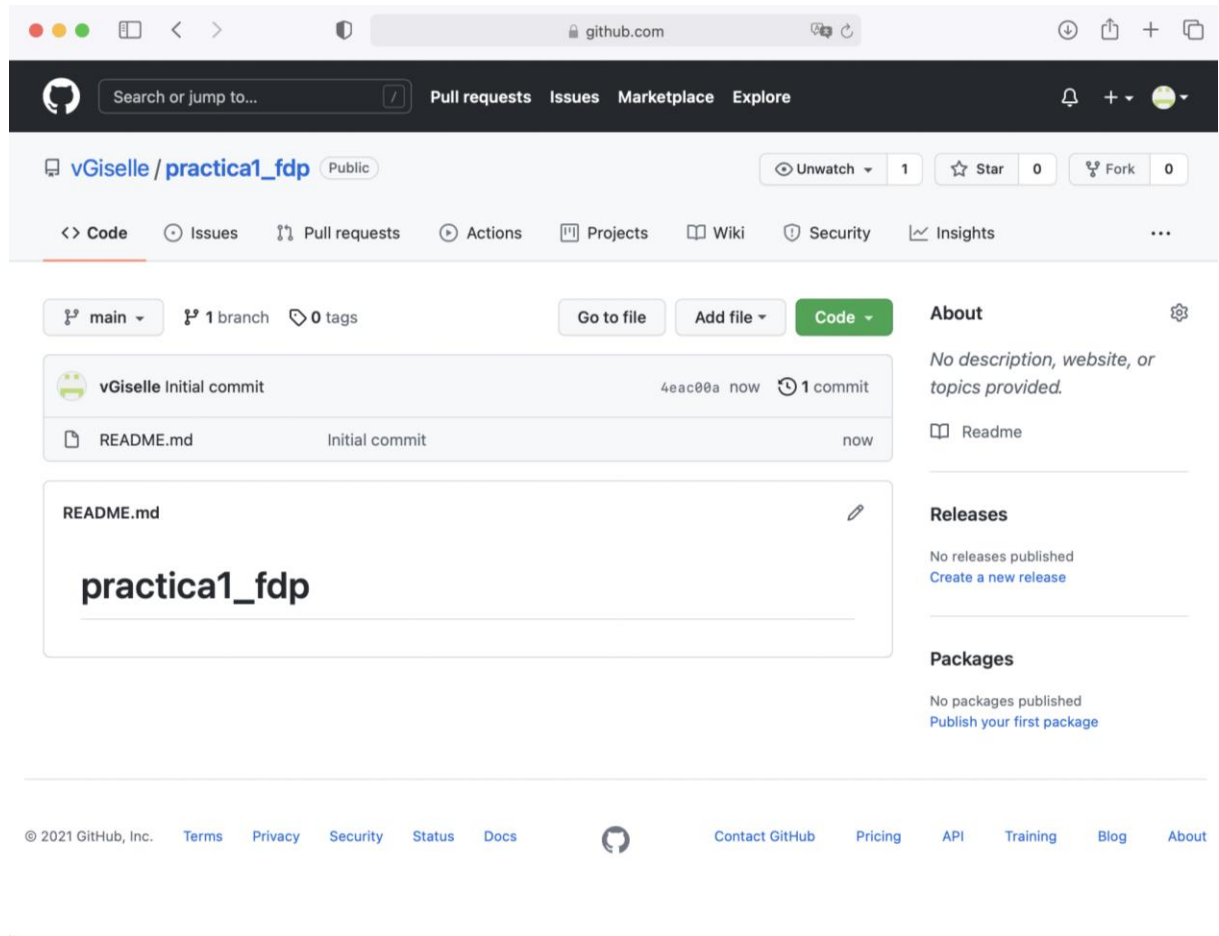 github.com
Search or jump to... /
Pull requests Issues Marketplace Explore
vGiselle / practica1_fdp Public
Unwatch 1 Star 0 Fork 0
Code Issues Pull requests Actions Projects Wiki Security Insights ...
main 1 branch 0 tags Go to file Add file Code
vGiselle Initial commit 4eac00a now 1 commit
README.md Initial commit now
README.md
practica1_fdp
About
No description, website, or
topics provided.
Readme
Releases
No releases published
Create a new release
Packages
No packages published
Publish your first package
© 2021 GitHub, Inc. Terms Privacy Security Status Docs Contact GitHub Pricing API Training Blog About